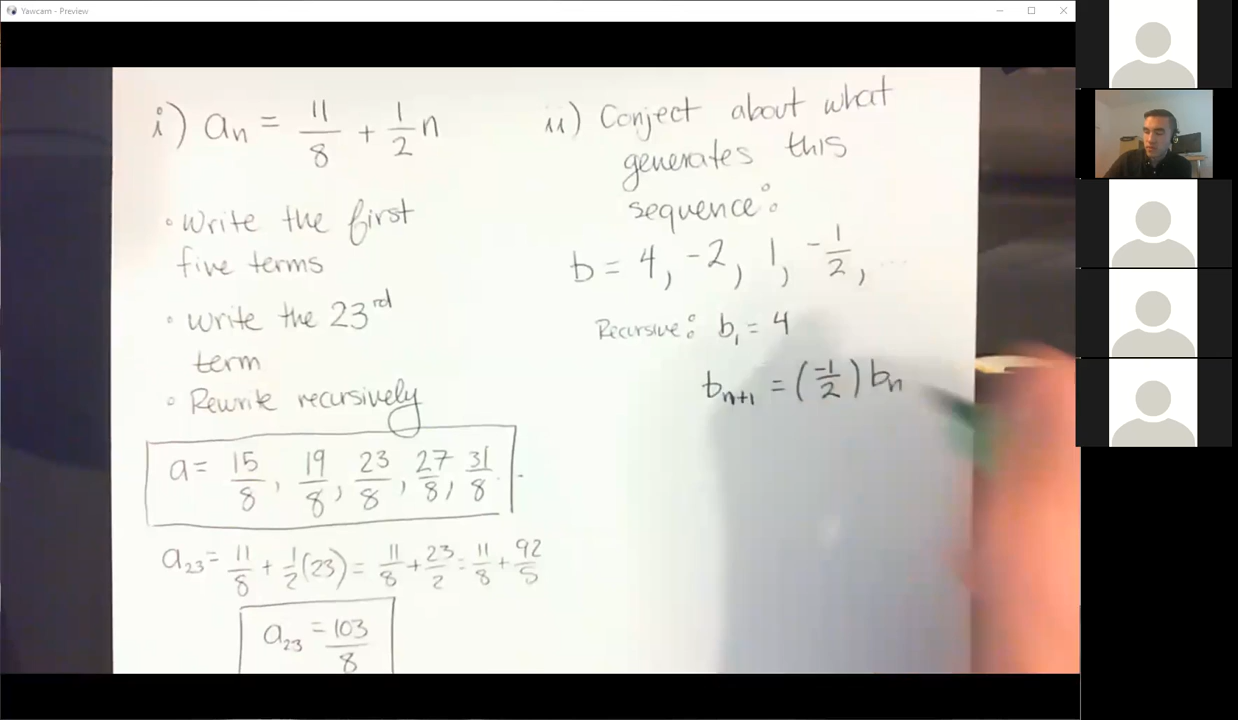 Yawcam - Preview
i) aₙ = 11/8 + 1/2 n
• Write the first
five terms
• Write the 23rd
term
• Rewrite recursively
a = 15/8, 19/8, 23/8, 27/8, 31/8
a₂₃ = 11/8 + 1/2 (23) = 11/8 + 23/2 = 11/8 + 92/5
a₂₃ = 103/8
ii) Conject about what
generates this
sequence:
b = 4, -2, 1, -1/2,
Recursive: b₁ = 4
bₙ₊₁ = (-1/2) bₙ